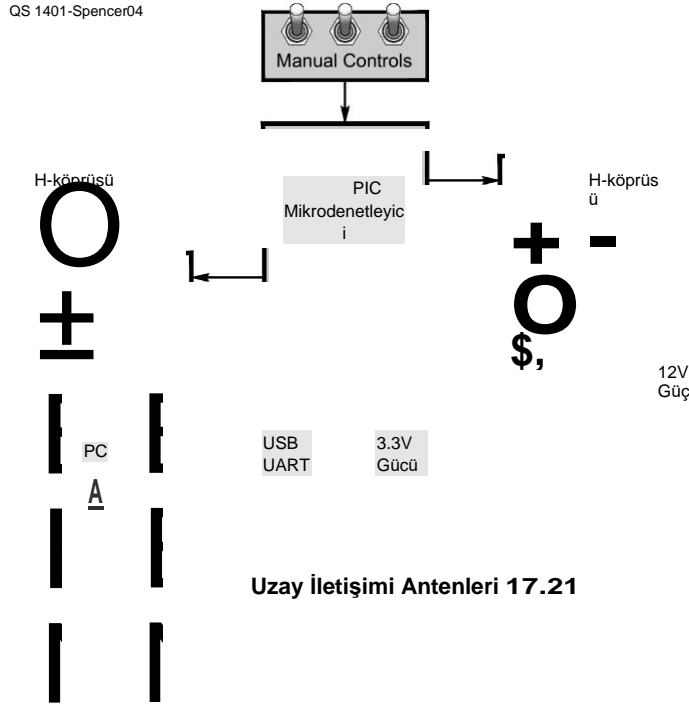 QS 1401-Spencer04
Manual Controls
H-köprüsü
PIC
Mikrodenetleyic
i
H-köprüs
ü
O
±
+ -
O
$,
12V
Güç
PC
A
USB
UART
3.3V
Gücü
Uzay İletişimi Antenleri 17.21